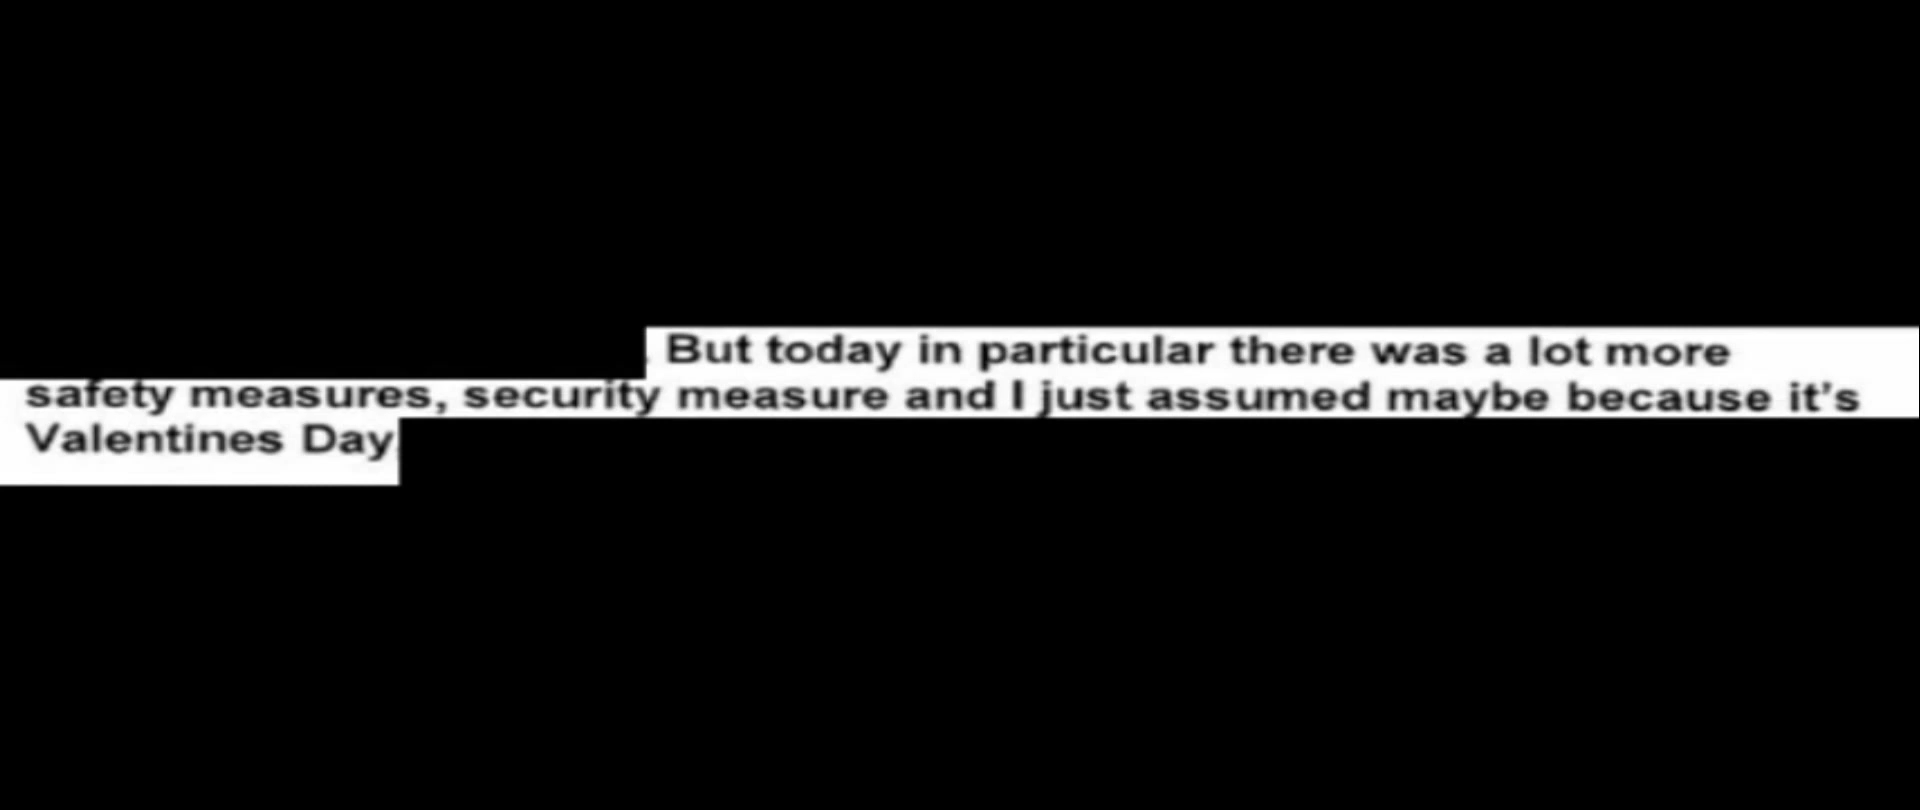 But today in particular there was a lot more
safety measures, security measure and I just assumed maybe because it's
Valentines Day